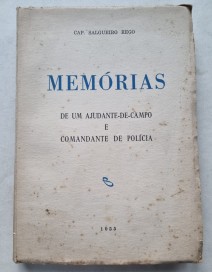 CAP. SALGUEIRO REGO
MEMÓRIAS
DE UM AJUDANTE-DE-CAMPO
E
COMANDANTE DE POLÍCIA